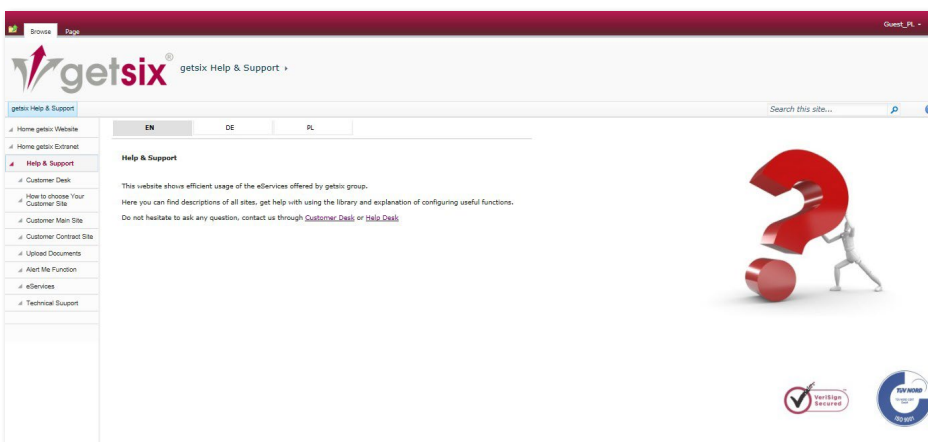 Guest_PL
Browse Page
getsix®
getsix Help & Support
getsix Help & Support
Search this site...
Home getsix Website
EN DE PL
Home getsix Extranet
Help & Support
Help & Support
Customer Desk
This website shows efficient usage of the eServices offered by getsix group.
How to choose Your
Customer Site
Here you can find descriptions of all sites, get help with using the library and explanation of configuring useful functions.
Customer Main Site
Do not hesitate to ask any question, contact us through Customer Desk or Help Desk
Customer Contract Site
Upload Documents
Alert Me Function
eServices
Technical Suuport
VeriSign
Secured
TUV NORD
ISO 9001